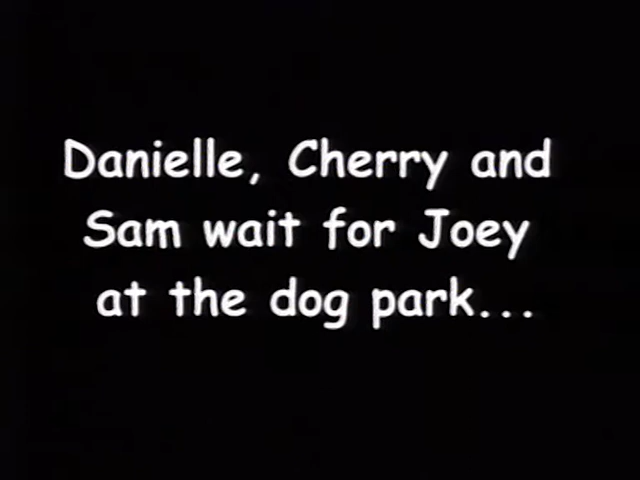 Danielle, Cherry and
Sam wait for Joey
at the dog park...